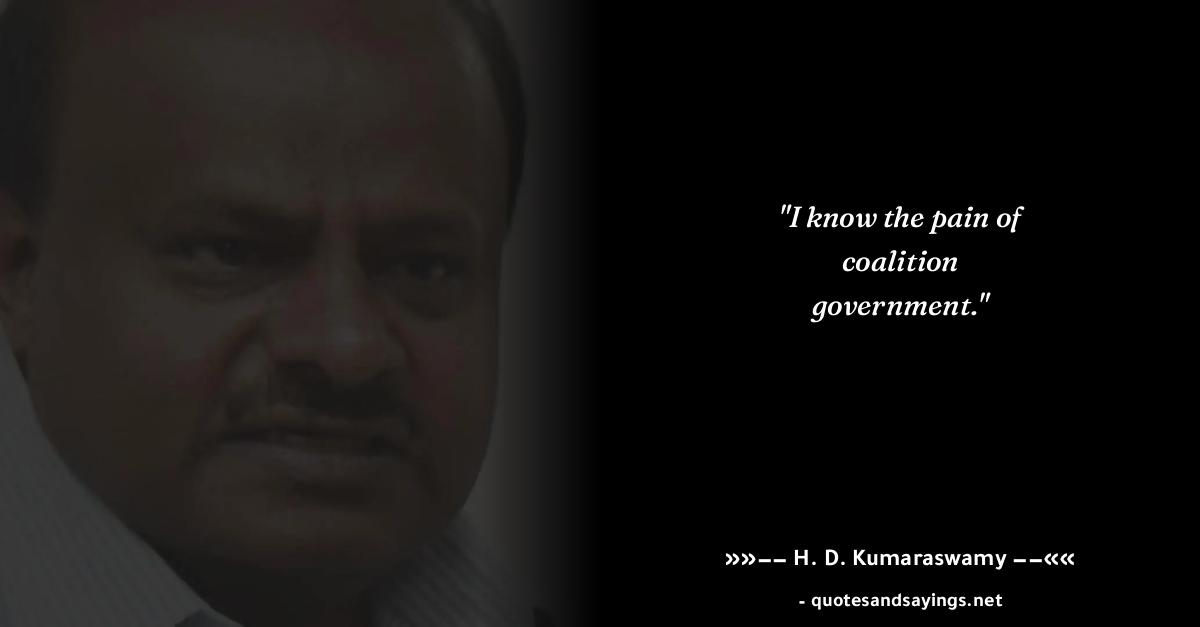 "I know the pain of
coalition
government."
»»−− H. D. Kumaraswamy −−««
- quotesandsayings.net